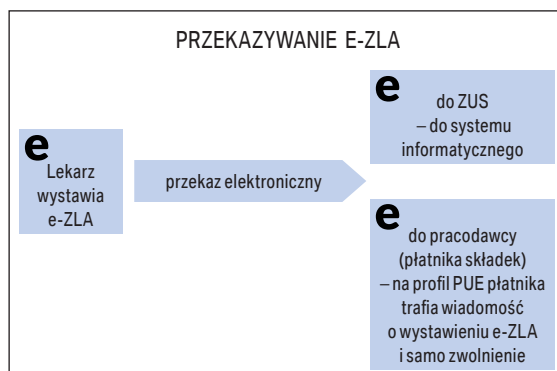 PRZEKAZYWANIE E-ZLA
e
Lekarz
wystawia
e-ZLA
przekaz elektroniczny
e
do ZUS
– do systemu
informatycznego
e
do pracodawcy
(płatnika składek)
– na profil PUE płatnika
trafia wiadomość
o wystawieniu e-ZLA
i samo zwolnienie